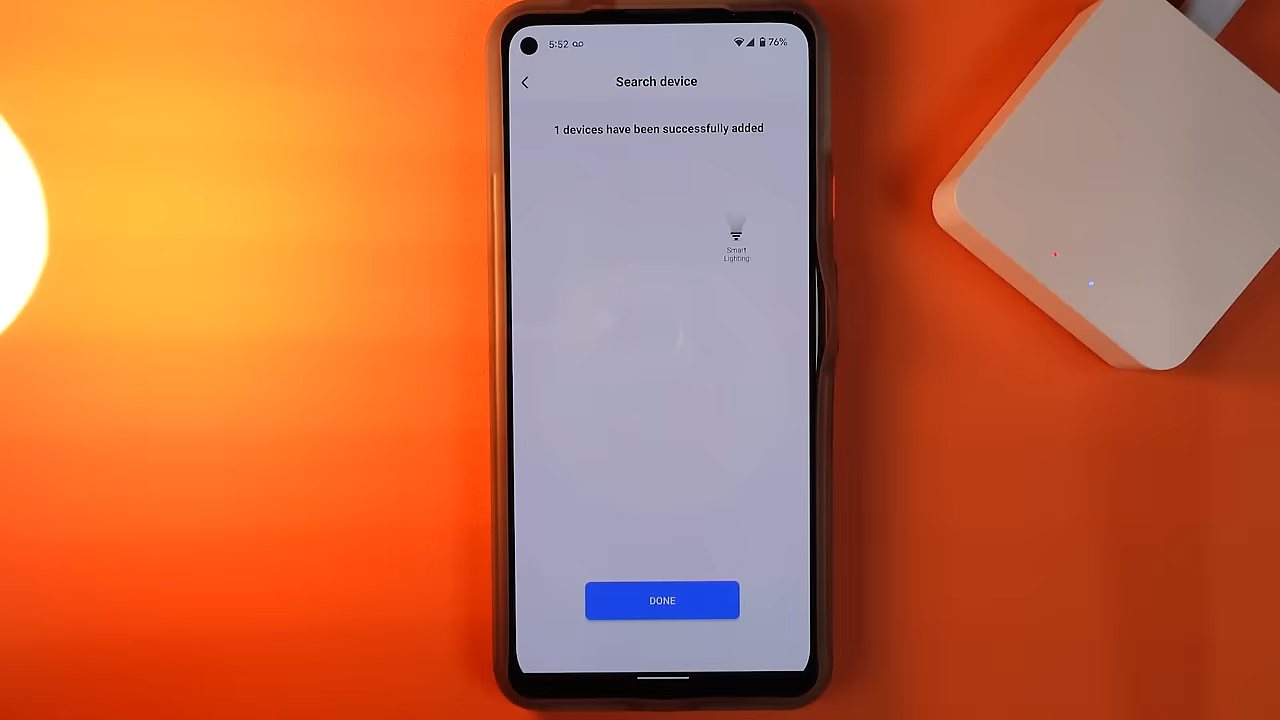 5:52
76%
Search device
1 devices have been successfully added
Smart
Lighting
DONE